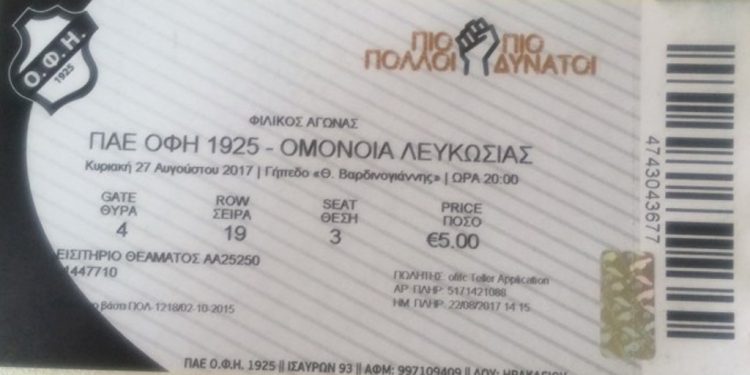 Ο.Φ.Η.
1925
ΠΙΟ ΠΙΟ
ΠΟΛΛΟΙ ΔΥΝΑΤΟΙ
ΦΙΛΙΚΟΣ ΑΓΩΝΑΣ
ΠΑΕ ΟΦΗ 1925 - ΟΜΟΝΟΙΑ ΛΕΥΚΩΣΙΑΣ
Κυριακή 27 Αυγούστου 2017 | Γήπεδο «Θ. Βαρδινογιάννης» | ΩΡΑ 20:00
GATE ROW SEAT PRICE
ΘΥΡΑ ΣΕΙΡΑ ΘΕΣΗ ΠΟΣΟ
4 19 3 €5.00
ΕΙΣΙΤΗΡΙΟ ΘΕΑΜΑΤΟΣ ΑΑ25250
1447710
ΠΩΛΗΤΗΣ: Teller Application
ΑΡ. ΠΛΗΡ: 5171421088
ΗΜ. ΠΛΗΡ: 22/08/2017 14:15
βάσει ΠΟΛ-1218/02-10-2015
ΠΑΕ Ο.Φ.Η. 1925 || ΙΣΑΥΡΩΝ 93 || ΑΦΜ: 997109409 || ΔΟΥ: ΗΡΑΚΛΕΙΟΥ
4743043677